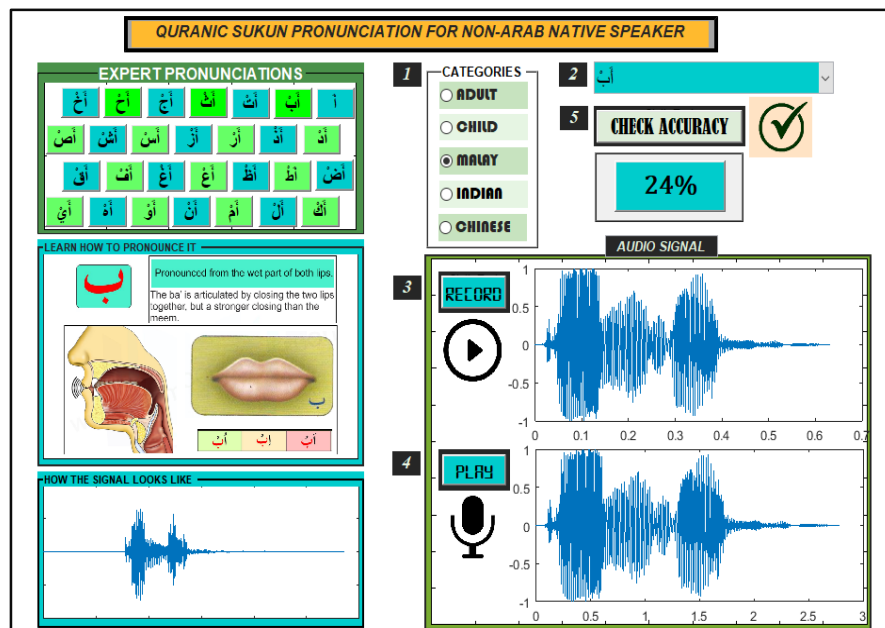 QURANIC SUKUN PRONUNCIATION FOR NON-ARAB NATIVE SPEAKER
EXPERT PRONUNCIATIONS
أ أَبْ أَتْ أَثْ أَجْ أَحْ أَخْ
أَدْ أَذْ أَرْ أَزْ أَسْ أَشْ أَصْ
أَضْ أَطْ أَظْ أَعْ أَغْ أَفْ أَقْ
أَكْ أَلْ أَمْ أَنْ أَوْ أَهْ أَيْ
LEARN HOW TO PRONOUNCE IT
ب
Pronounced from the wet part of both lips.
The ba' is articulated by closing the two lips
together, but a stronger closing than the
meem.
ب
اَبْ اِبْ اُبْ
HOW THE SIGNAL LOOKS LIKE
1
CATEGORIES
ADULT
CHILD
MALAY
INDIAN
CHINESE
2
أَبْ
5
CHECK ACCURACY
24%
AUDIO SIGNAL
3
RECORD
1
0.5
0
-0.5
-1
0 0.1 0.2 0.3 0.4 0.5 0.6 0.7
4
PLAY
1
0.5
0
-0.5
-1
0 0.5 1 1.5 2 2.5 3